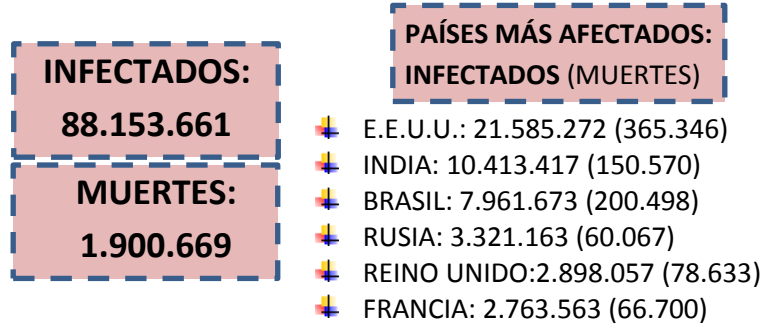 INFECTADOS:
88.153.661
MUERTES:
1.900.669
PAÍSES MÁS AFECTADOS:
INFECTADOS (MUERTES)
E.E.U.U.: 21.585.272 (365.346)
INDIA: 10.413.417 (150.570)
BRASIL: 7.961.673 (200.498)
RUSIA: 3.321.163 (60.067)
REINO UNIDO:2.898.057 (78.633)
FRANCIA: 2.763.563 (66.700)